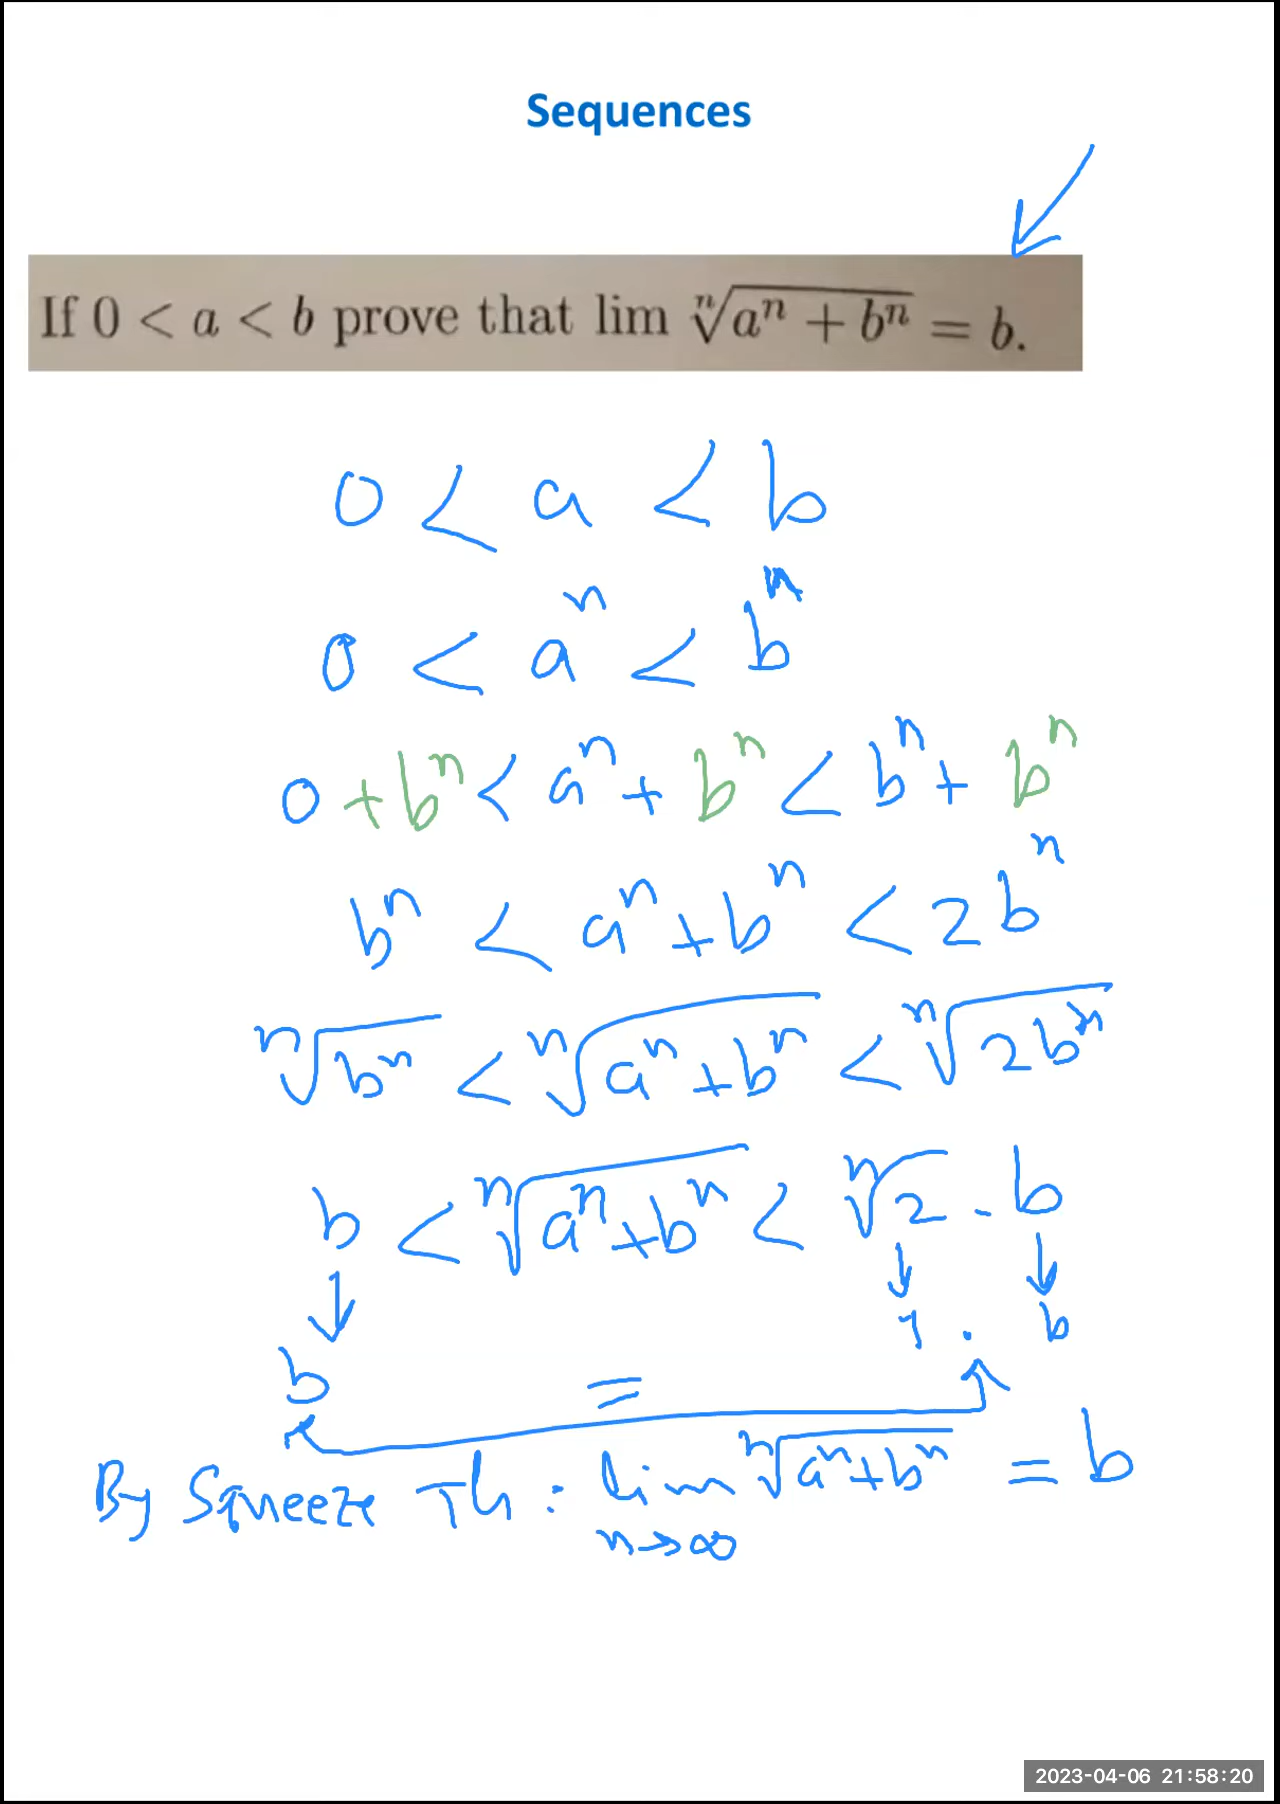 Sequences
If 0 < a < b prove that lim ⁿ√(aⁿ + bⁿ) = b.
0 < a < b
0 < aⁿ < bⁿ
0 + bⁿ < aⁿ + bⁿ < bⁿ + bⁿ
bⁿ < aⁿ + bⁿ < 2bⁿ
ⁿ√(bⁿ) < ⁿ√(aⁿ + bⁿ) < ⁿ√(2bⁿ)
b < ⁿ√(aⁿ + bⁿ) < ⁿ√2 . b
↓ ↓ ↓
1 . b
b =
By Squeeze Th : lim ⁿ√(aⁿ + bⁿ) = b
n→∞
2023-04-06 21:58:20